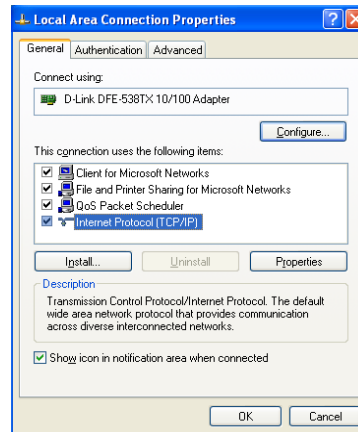 Local Area Connection Properties
General Authentication Advanced
Connect using:
D-Link DFE-538TX 10/100 Adapter
Configure...
This connection uses the following items:
Client for Microsoft Networks
File and Printer Sharing for Microsoft Networks
QoS Packet Scheduler
Internet Protocol (TCP/IP)
Install... Uninstall Properties
Description
Transmission Control Protocol/Internet Protocol. The default
wide area network protocol that provides communication
across diverse interconnected networks.
Show icon in notification area when connected
OK Cancel